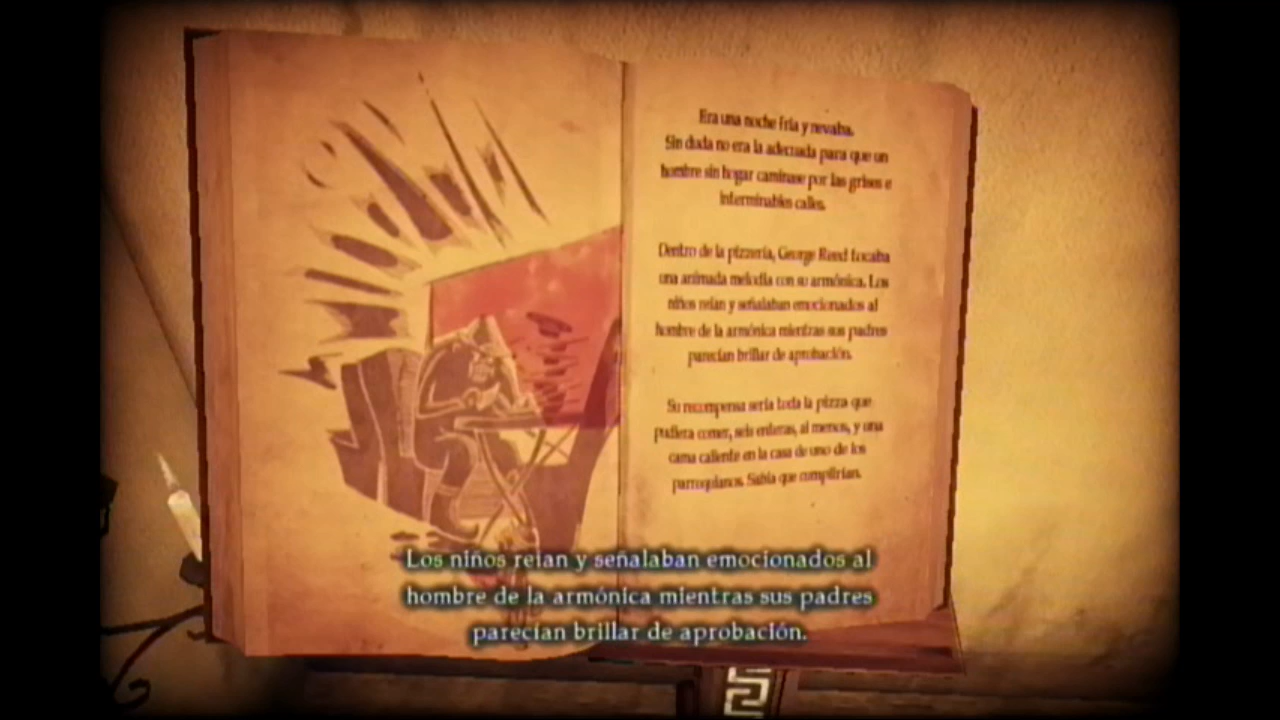 Era una noche fría y nevaba.
Sin duda no era la adecuada para que un
hombre sin hogar caminase por las grises e
interminables calles.
Dentro de la pizzería, George Reed tocaba
una animada melodía con su armónica. Los
niños reían y señalaban emocionados al
hombre de la armónica mientras sus padres
parecían brillar de aprobación.
Su recompensa sería toda la pizza que
pudiera comer, seis enteras, al menos, y una
cama caliente en la casa de uno de los
parroquianos. Sabía que cumplirían.
Los niños reían y señalaban emocionados al
hombre de la armónica mientras sus padres
parecían brillar de aprobación.